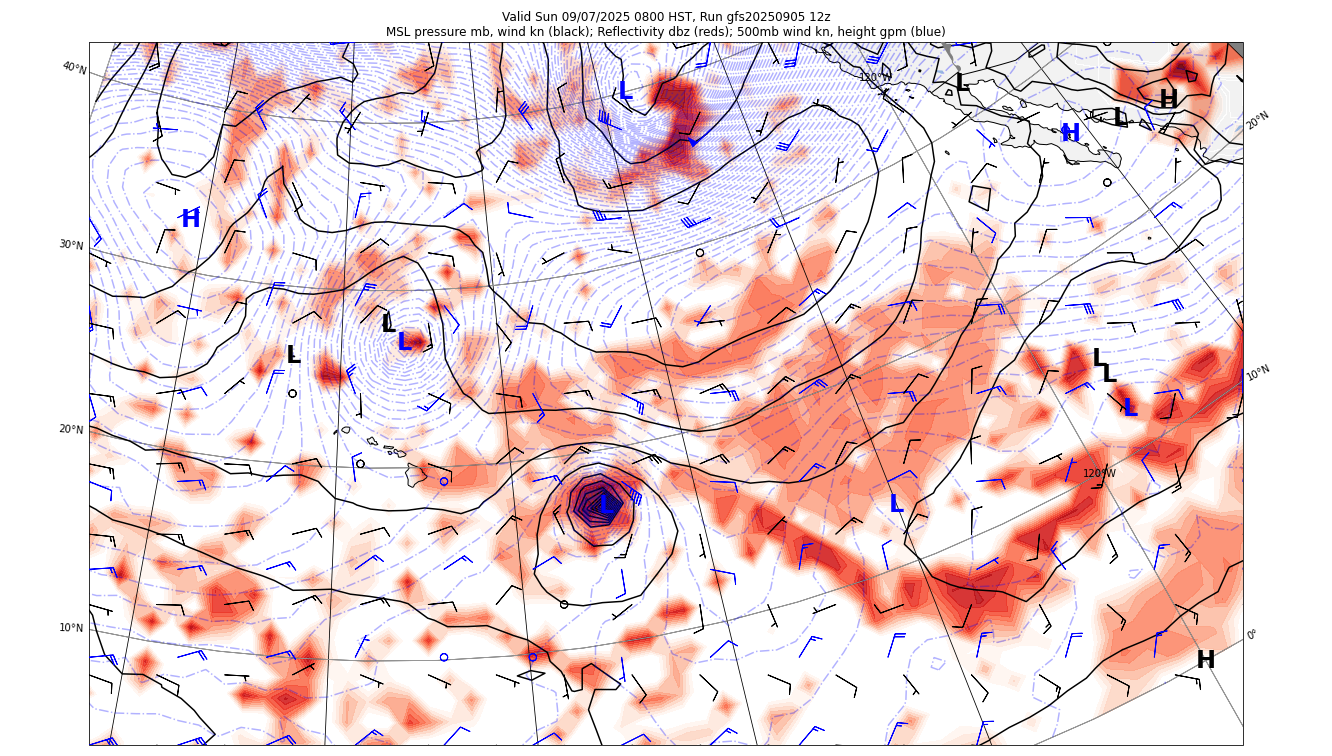 Valid Sun 09/07/2025 0800 HST, Run gfs20250905 12z
MSL pressure mb, wind kn (black); Reflectivity dbz (reds); 500mb wind kn, height gpm (blue)
40°N
120°W
L
L
H
L
H
20°N
H
30°N
L
L
L
L
L
10°N
L
20°N
120°W
L
L
10°N
0°
H